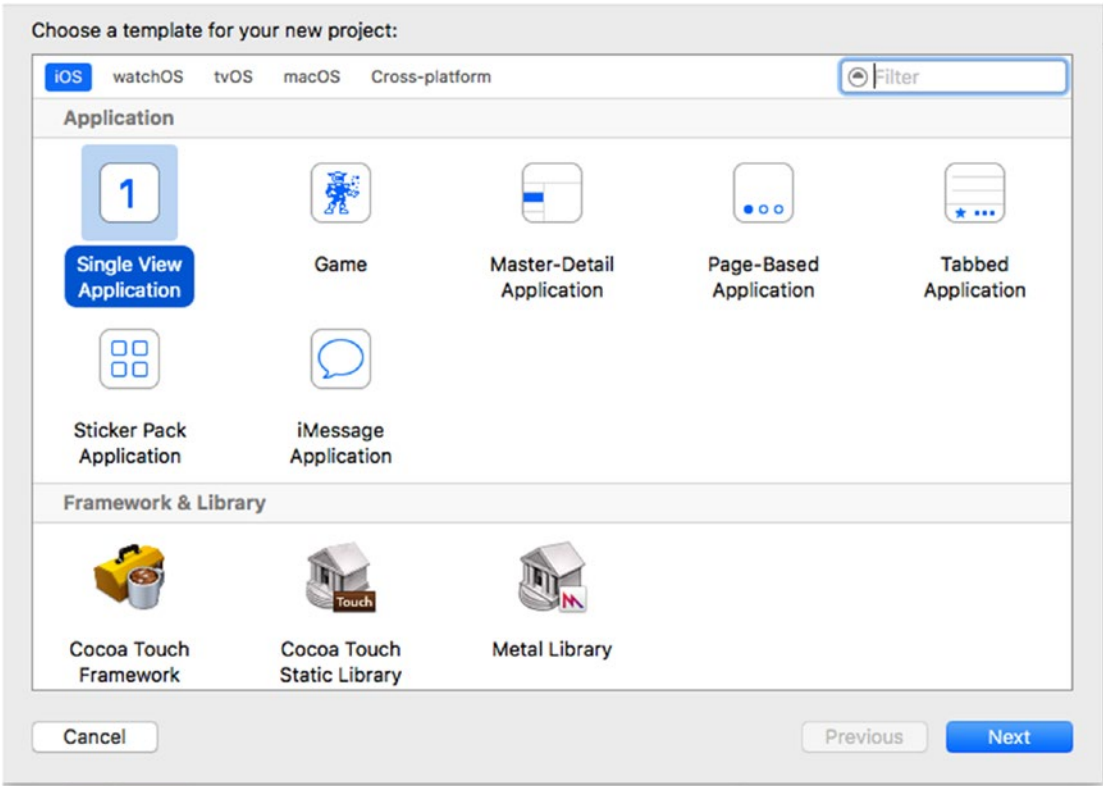 Choose a template for your new project:
iOS watchOS tvOS macOS Cross-platform Filter
Application
1
Single View Application
Game
Master-Detail Application
Page-Based Application
Tabbed Application
Sticker Pack Application
iMessage Application
Framework & Library
Touch
Cocoa Touch Framework
Cocoa Touch Static Library
Metal Library
Cancel Previous Next